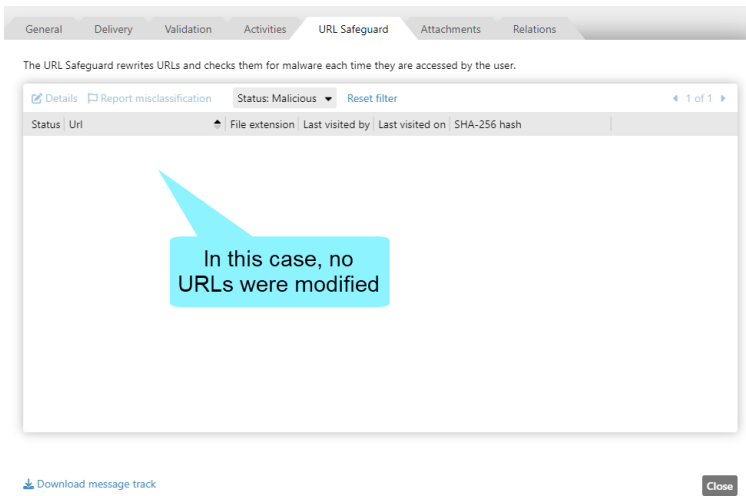 General Delivery Validation Activities URL Safeguard Attachments Relations
The URL Safeguard rewrites URLs and checks them for malware each time they are accessed by the user.
Details Report misclassification Status: Malicious Reset filter 1 of 1
Status Url File extension Last visited by Last visited on SHA-256 hash
In this case, no
URLs were modified
Download message track Close